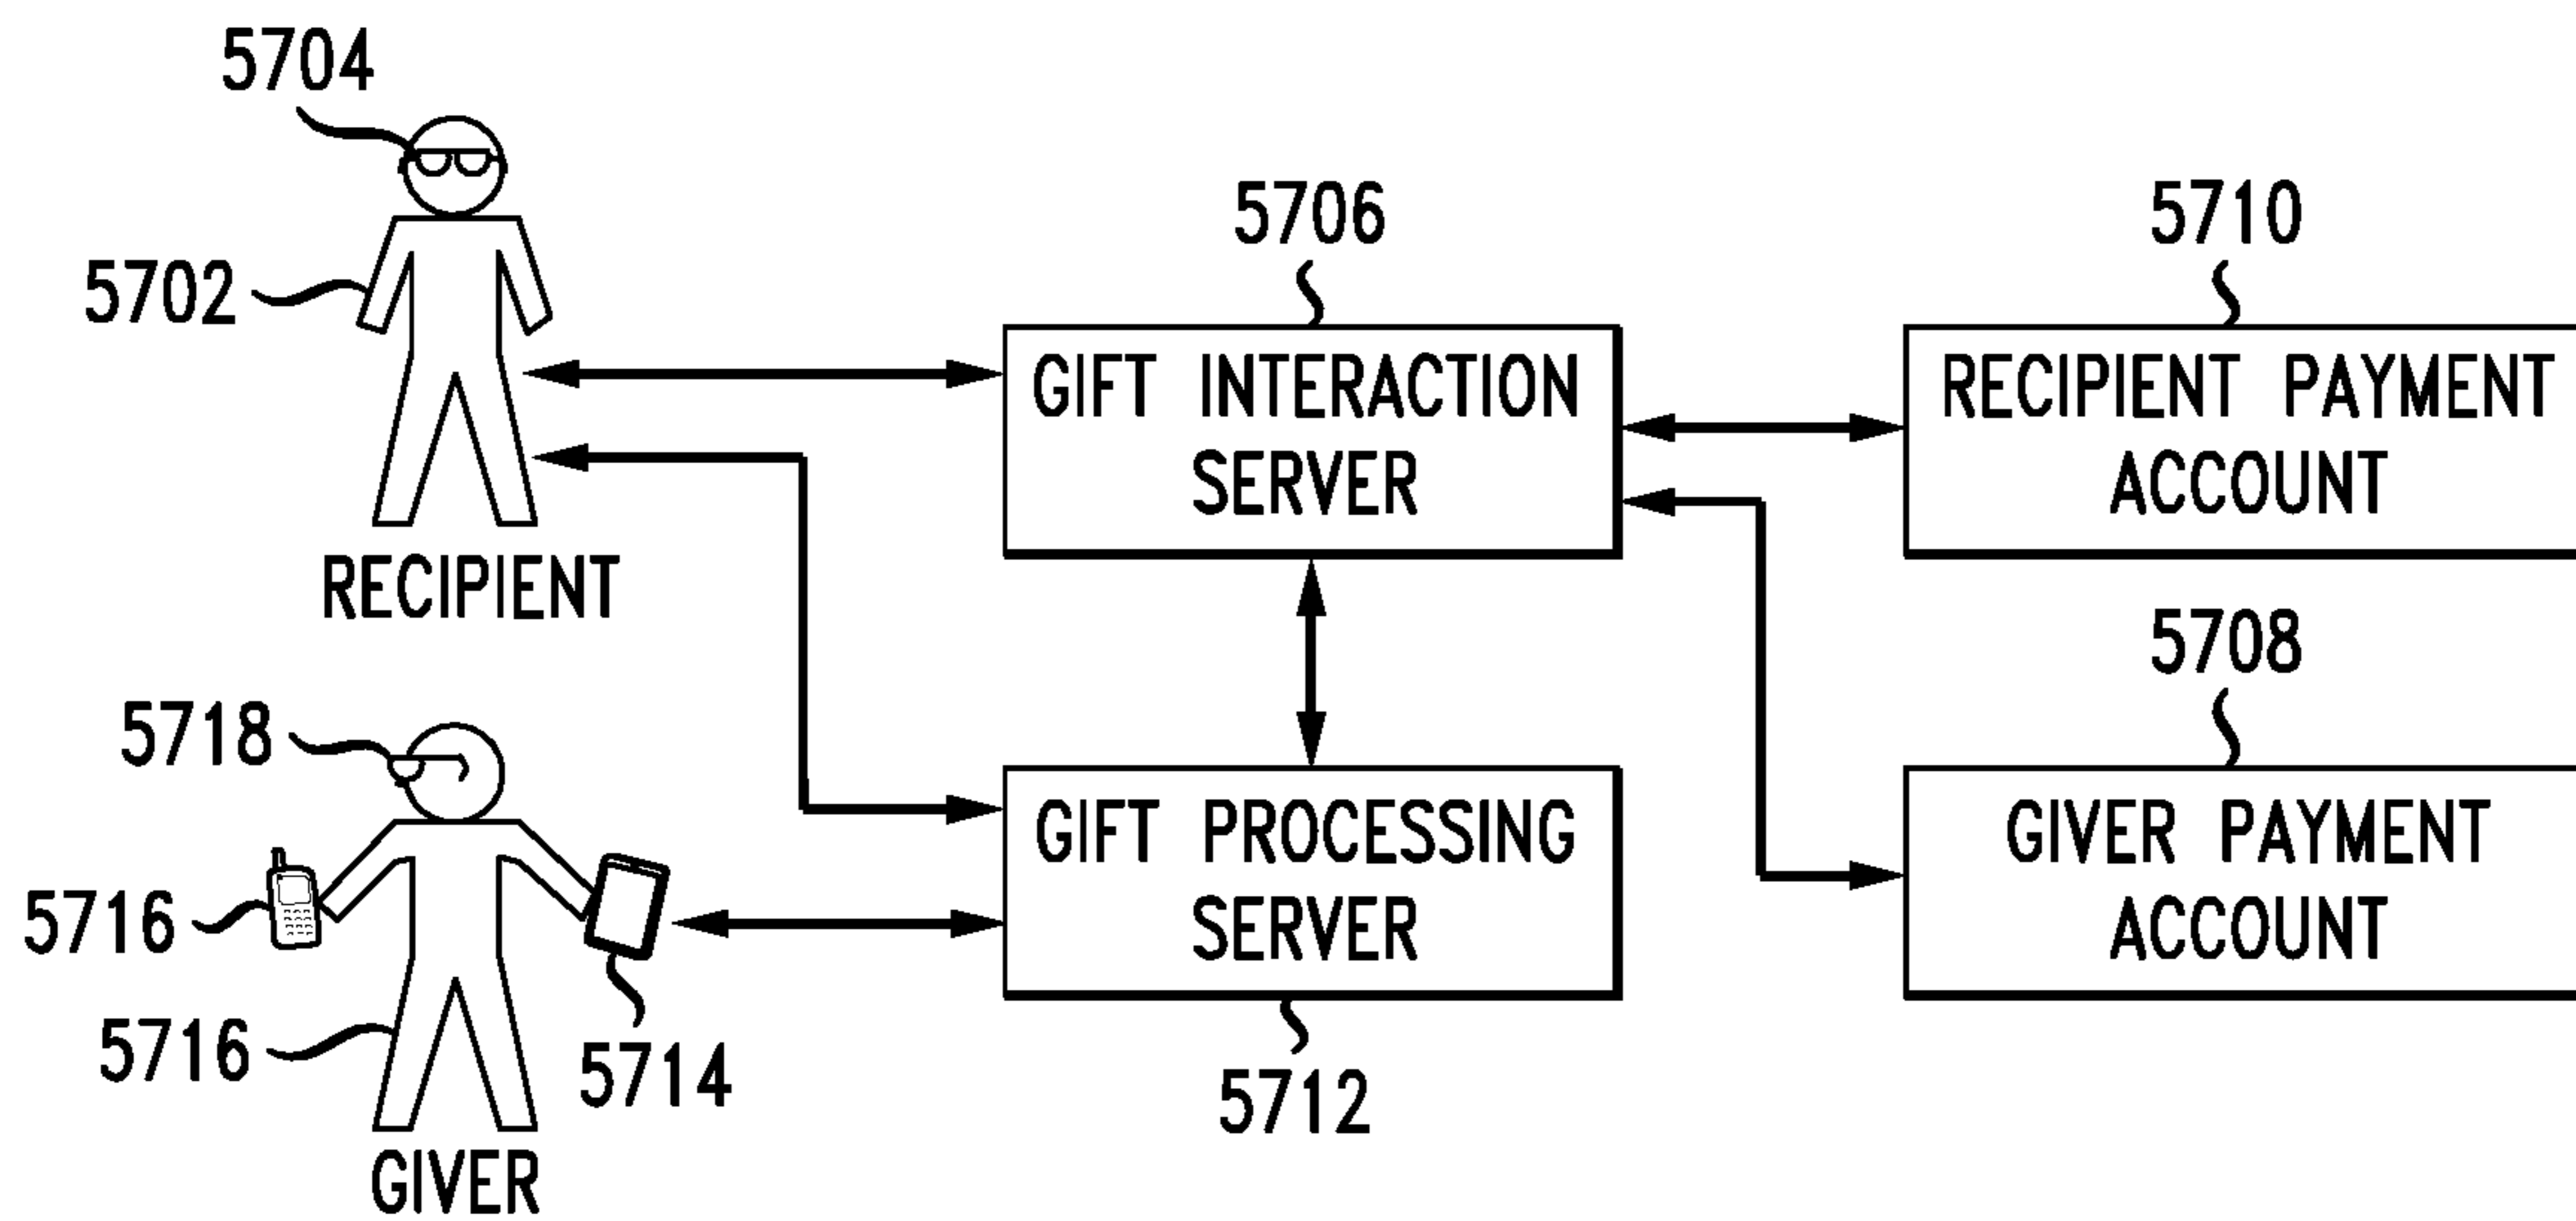 5704
5702
RECIPIENT
5706
GIFT INTERACTION
SERVER
5710
RECIPIENT PAYMENT
ACCOUNT
5718
5716
5716
5714
GIVER
GIFT PROCESSING
SERVER
5712
5708
GIVER PAYMENT
ACCOUNT